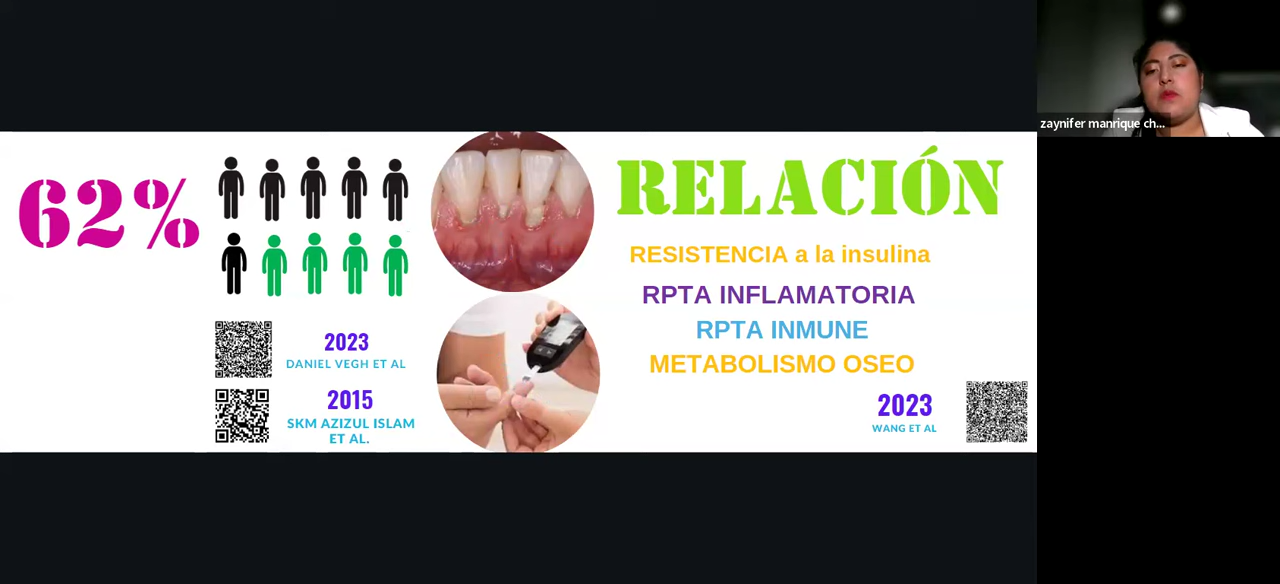 62%
2023
DANIEL VEGH ET AL
2015
SKM AZIZUL ISLAM
ET AL.
RELACIÓN
RESISTENCIA a la insulina
RPTA INFLAMATORIA
RPTA INMUNE
METABOLISMO OSEO
2023
WANG ET AL
zaynifer manrique ch...